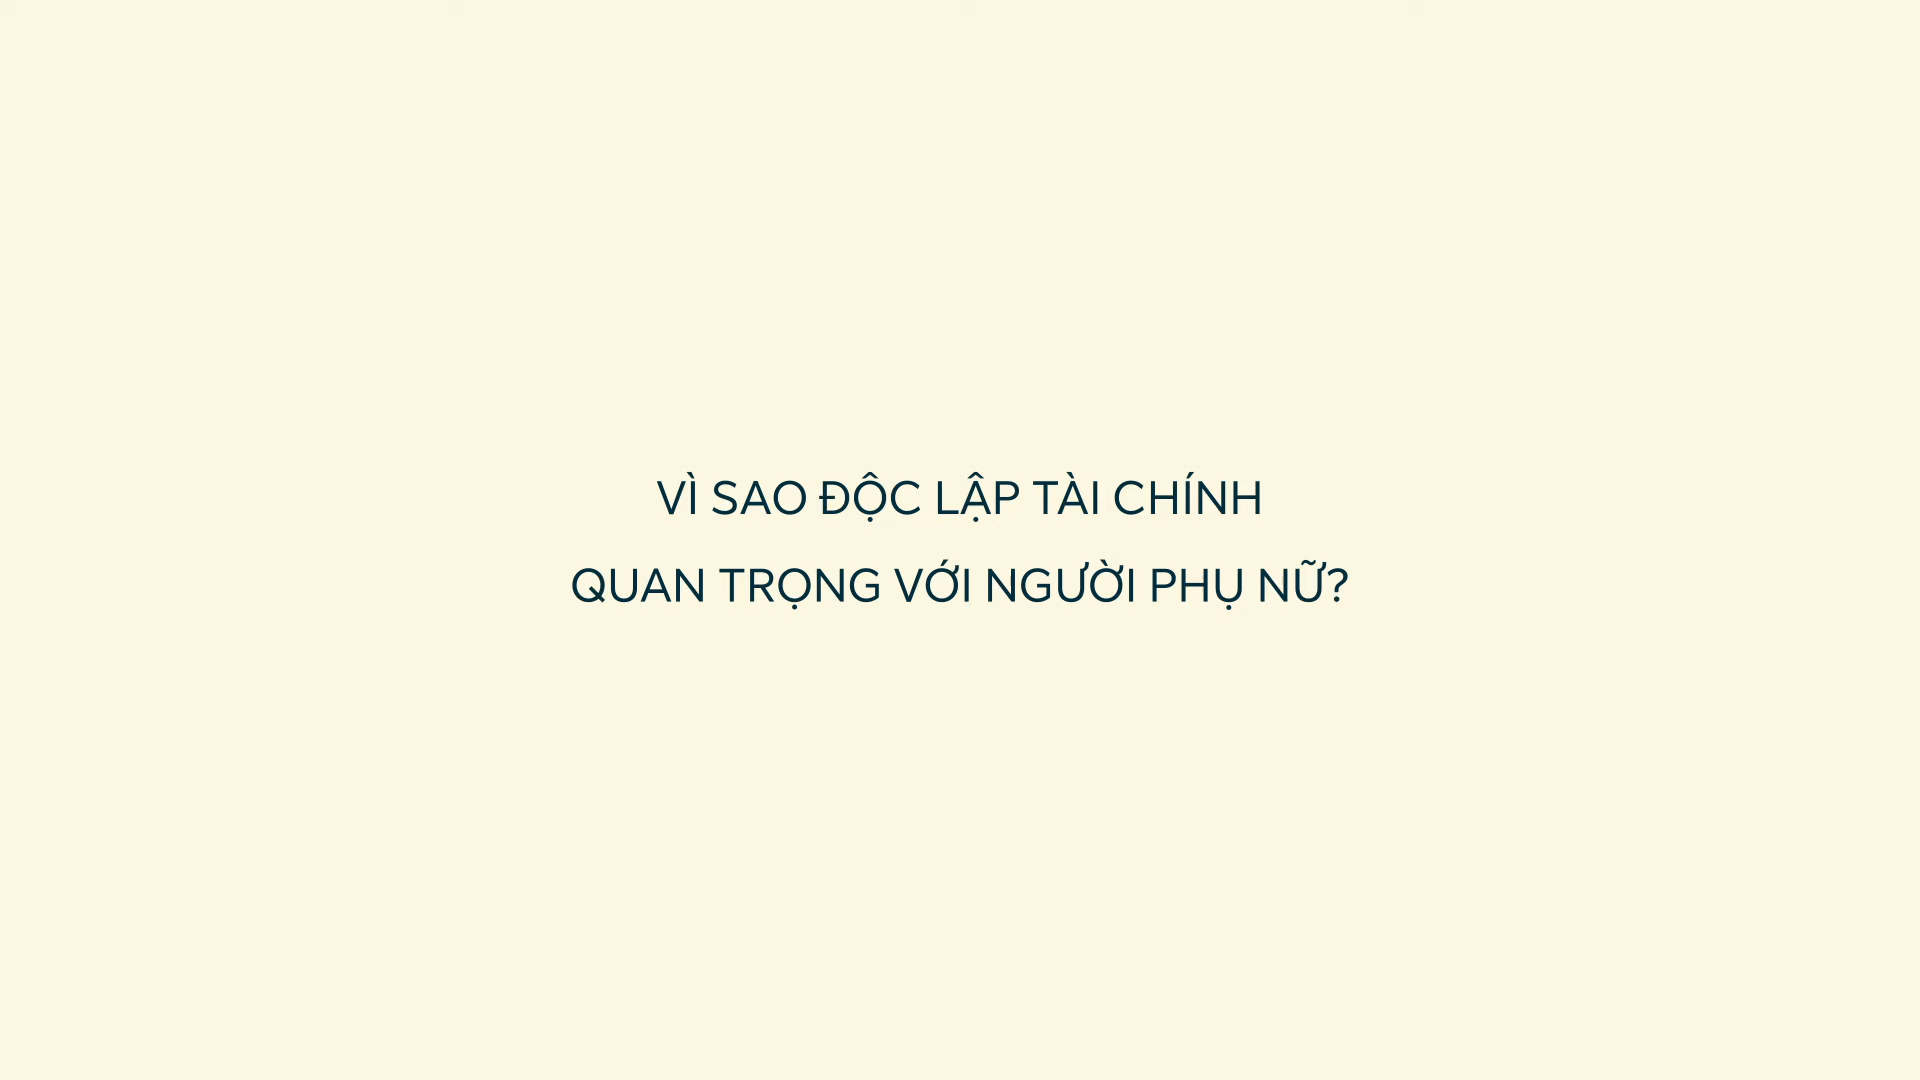 VÌ SAO ĐỘC LẬP TÀI CHÍNH
QUAN TRỌNG VỚI NGƯỜI PHỤ NỮ?